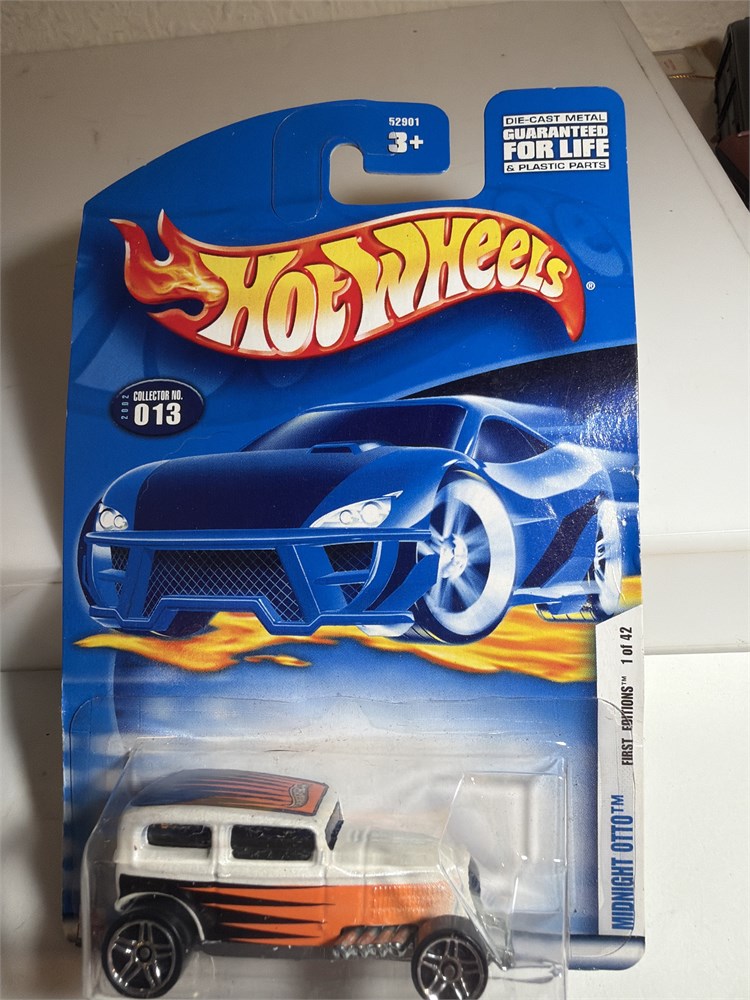 52901
3+
DIE-CAST METAL
GUARANTEED
FOR LIFE
& PLASTIC PARTS
HOT WHEELS®
2002
COLLECTOR NO.
013
FIRST EDITIONS™ 1 of 42
MIDNIGHT OTTO™